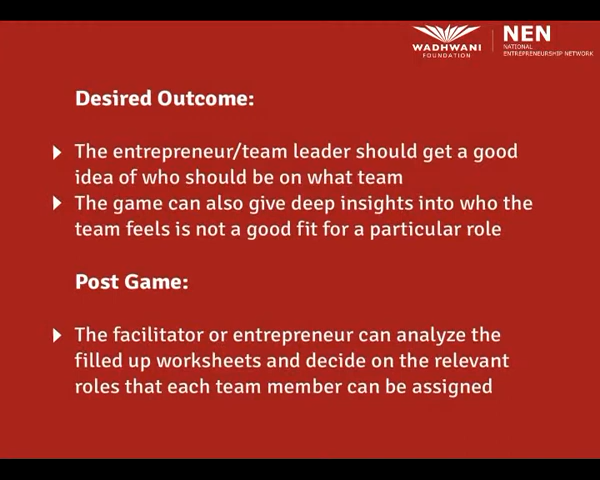 WADHWANI
FOUNDATION
NEN
NATIONAL
ENTREPRENEURSHIP NETWORK
Desired Outcome:
The entrepreneur/team leader should get a good
idea of who should be on what team
The game can also give deep insights into who the
team feels is not a good fit for a particular role
Post Game:
The facilitator or entrepreneur can analyze the
filled up worksheets and decide on the relevant
roles that each team member can be assigned